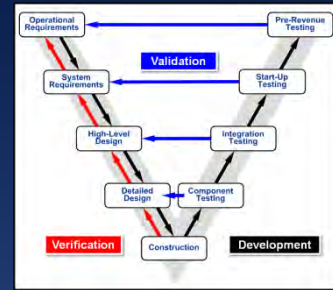 Operational
Requirements
Pre-Revenue
Testing
Validation
System
Requirements
Start-Up
Testing
High-Level
Design
Integration
Testing
Detailed
Design
Component
Testing
Verification
Construction
Development